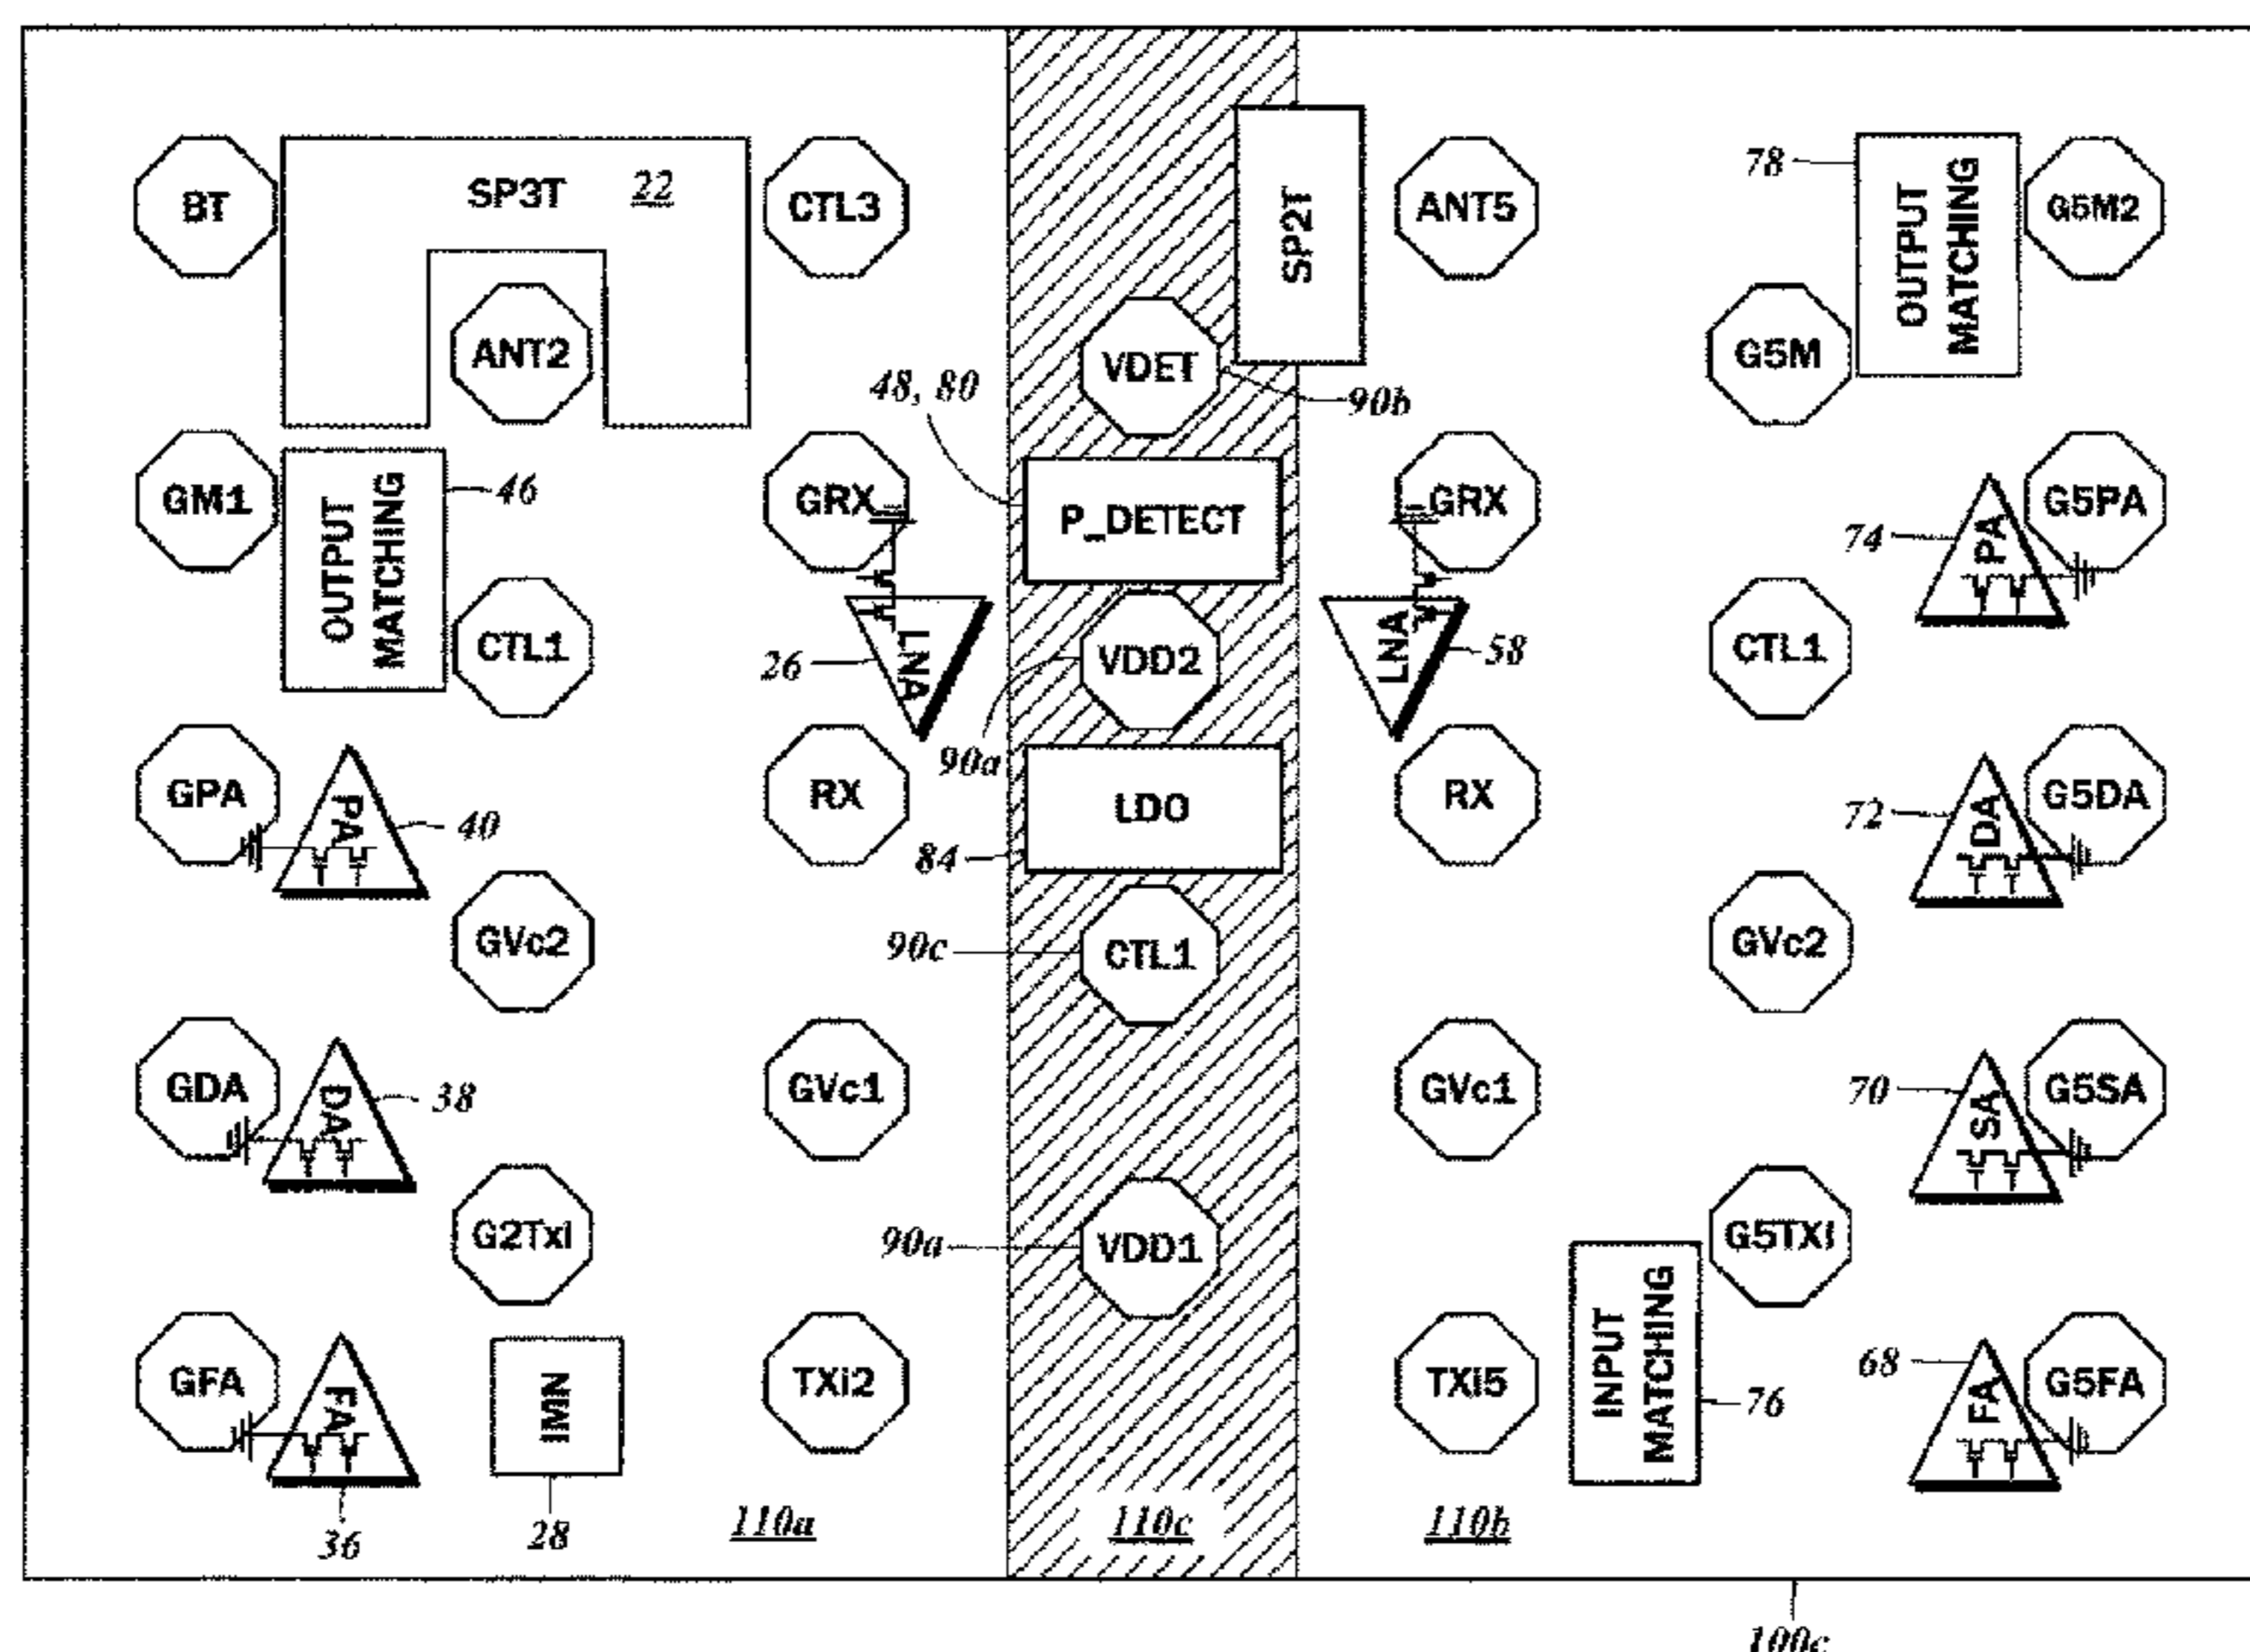 BT
SP3T 22
CTL3
ANT2
GM1
OUTPUT
MATCHING
46
CTL1
GRX
LNA
26
GPA
PA
40
RX
GVc2
GDA
DA
38
GVc1
G2TxI
GFA
FA
36
IMN
28
TXi2
110a
SP2T
VDET
90b
48, 80
P_DETECT
VDD2
90a
LDO
84
CTL1
90c
VDD1
90a
110c
ANT5
78
OUTPUT
MATCHING
G5M2
G5M
GRX
LNA
58
74
PA
G5PA
CTL1
RX
72
DA
G5DA
GVc2
GVc1
70
SA
G5SA
G5TXI
TXI5
INPUT
MATCHING
76
68
FA
G5FA
110b
100c